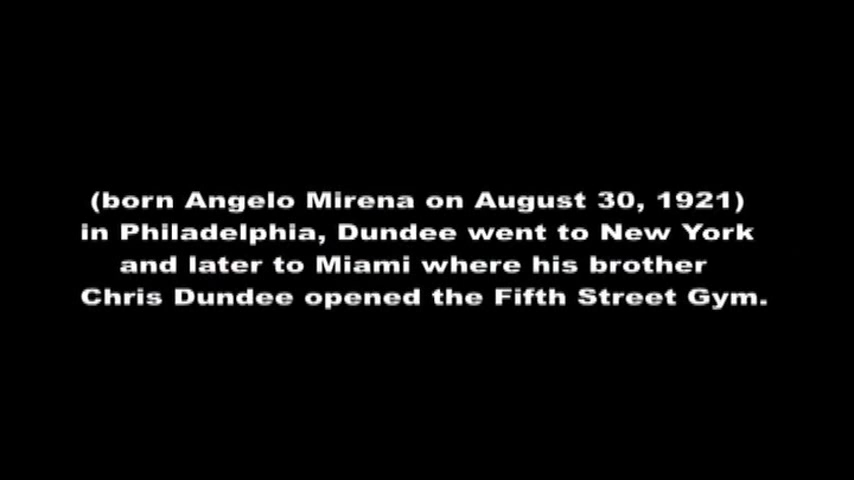 (born Angelo Mirena on August 30, 1921)
in Philadelphia, Dundee went to New York
and later to Miami where his brother
Chris Dundee opened the Fifth Street Gym.